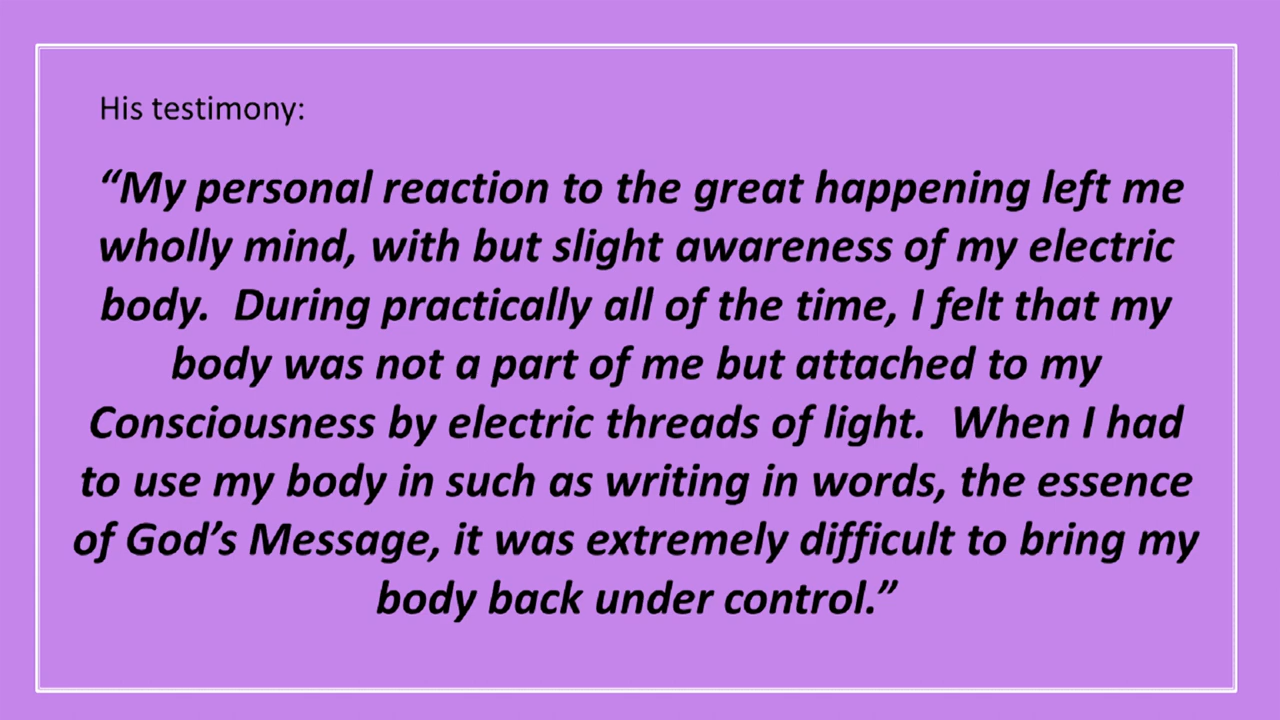 His testimony:
“My personal reaction to the great happening left me
wholly mind, with but slight awareness of my electric
body.  During practically all of the time, I felt that my
body was not a part of me but attached to my
Consciousness by electric threads of light.  When I had
to use my body in such as writing in words, the essence
of God’s Message, it was extremely difficult to bring my
body back under control.”